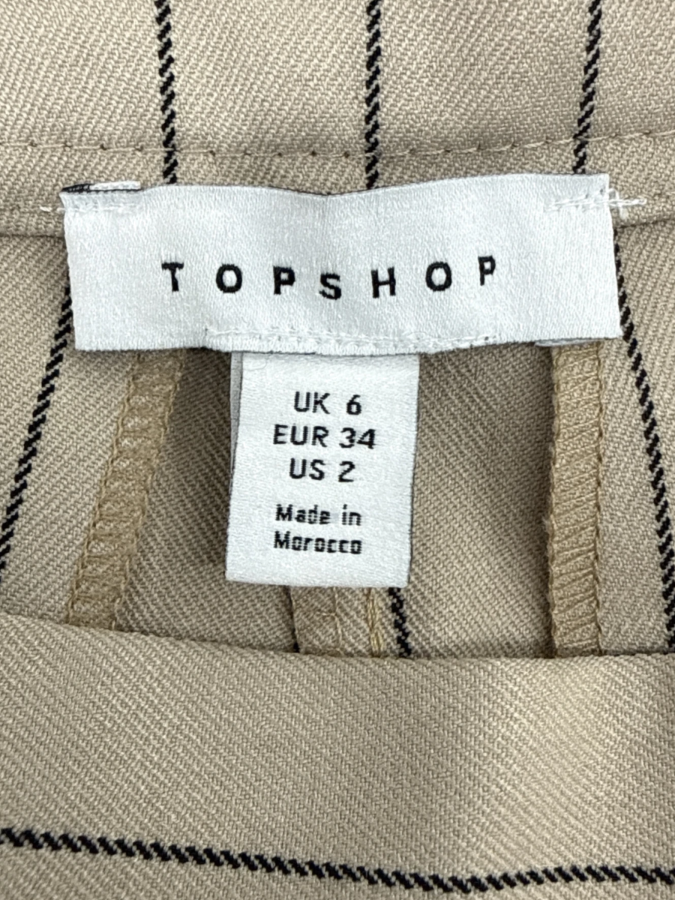 TOPSHOP
UK 6
EUR 34
US 2
Made in
Morocco